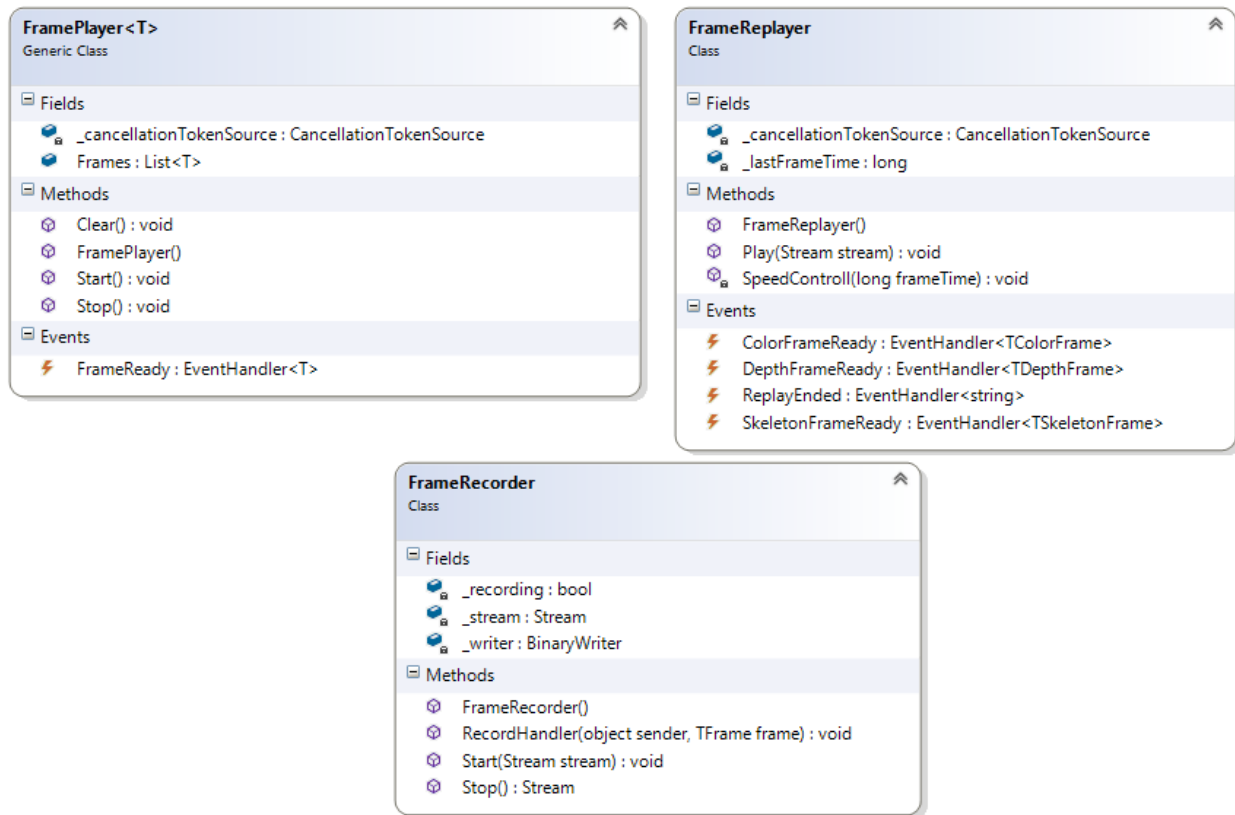 FramePlayer<T>
Generic Class
Fields
_cancellationTokenSource : CancellationTokenSource
Frames : List<T>
Methods
Clear() : void
FramePlayer()
Start() : void
Stop() : void
Events
FrameReady : EventHandler<T>
FrameReplayer
Class
Fields
_cancellationTokenSource : CancellationTokenSource
_lastFrameTime : long
Methods
FrameReplayer()
Play(Stream stream) : void
SpeedControll(long frameTime) : void
Events
ColorFrameReady : EventHandler<TColorFrame>
DepthFrameReady : EventHandler<TDepthFrame>
ReplayEnded : EventHandler<string>
SkeletonFrameReady : EventHandler<TSkeletonFrame>
FrameRecorder
Class
Fields
_recording : bool
_stream : Stream
_writer : BinaryWriter
Methods
FrameRecorder()
RecordHandler(object sender, TFrame frame) : void
Start(Stream stream) : void
Stop() : Stream